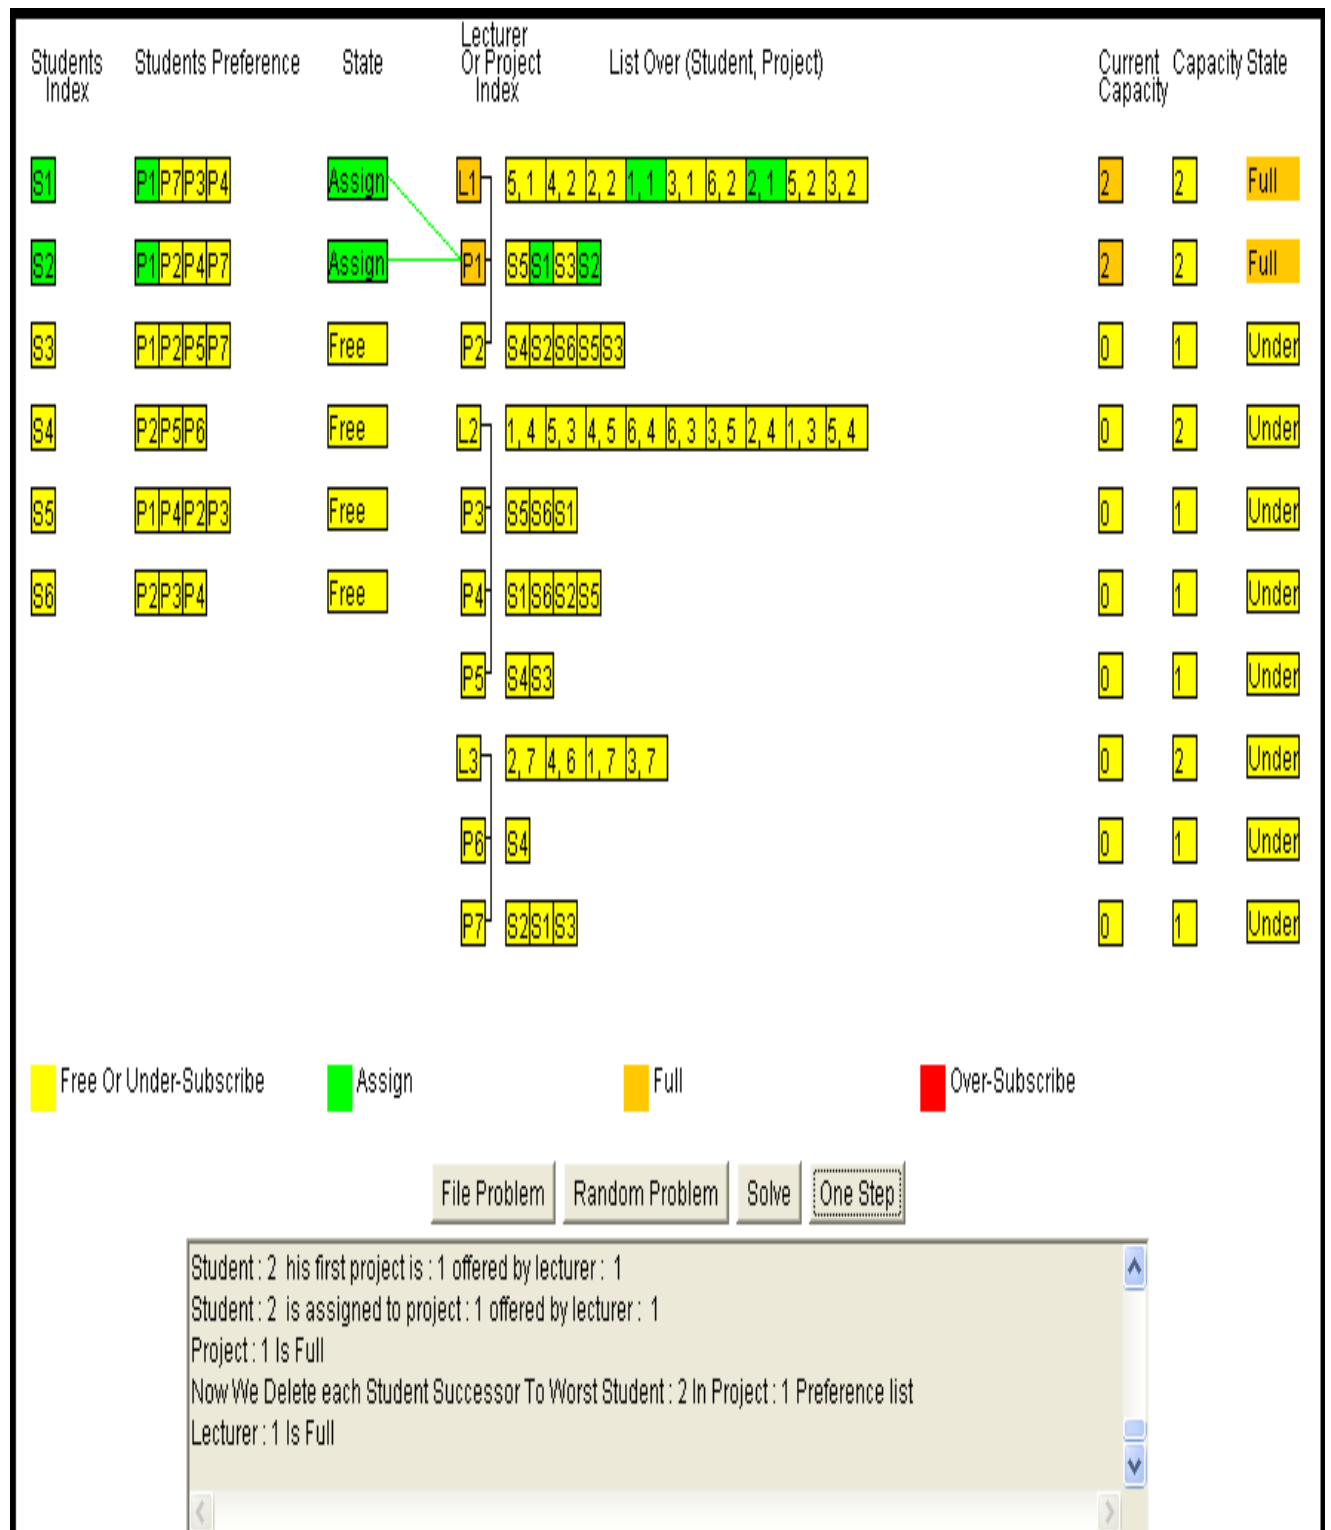 Students Index Students Preference State Lecturer Or Project Index List Over (Student, Project) Current Capacity Capacity State
S1 P1 P7 P3 P4 Assign L1 5, 1 4, 2 2, 2 1, 1 3, 1 6, 2 2, 1 5, 2 3, 2 2 2 Full
S2 P1 P2 P4 P7 Assign P1 S5 S1 S3 S2 2 2 Full
S3 P1 P2 P5 P7 Free P2 S4 S2 S6 S5 S3 0 1 Under
S4 P2 P5 P6 Free L2 1, 4 5, 3 4, 5 6, 4 6, 3 3, 5 2, 4 1, 3 5, 4 0 2 Under
S5 P1 P4 P2 P3 Free P3 S5 S6 S1 0 1 Under
S6 P2 P3 P4 Free P4 S1 S6 S2 S5 0 1 Under
P5 S4 S3 0 1 Under
L3 2, 7 4, 6 1, 7 3, 7 0 2 Under
P6 S4 0 1 Under
P7 S2 S1 S3 0 1 Under
Free Or Under-Subscribe Assign Full Over-Subscribe
File Problem Random Problem Solve One Step
Student : 2 his first project is : 1 offered by lecturer : 1
Student : 2 is assigned to project : 1 offered by lecturer : 1
Project : 1 Is Full
Now We Delete each Student Successor To Worst Student : 2 In Project : 1 Preference list
Lecturer : 1 Is Full